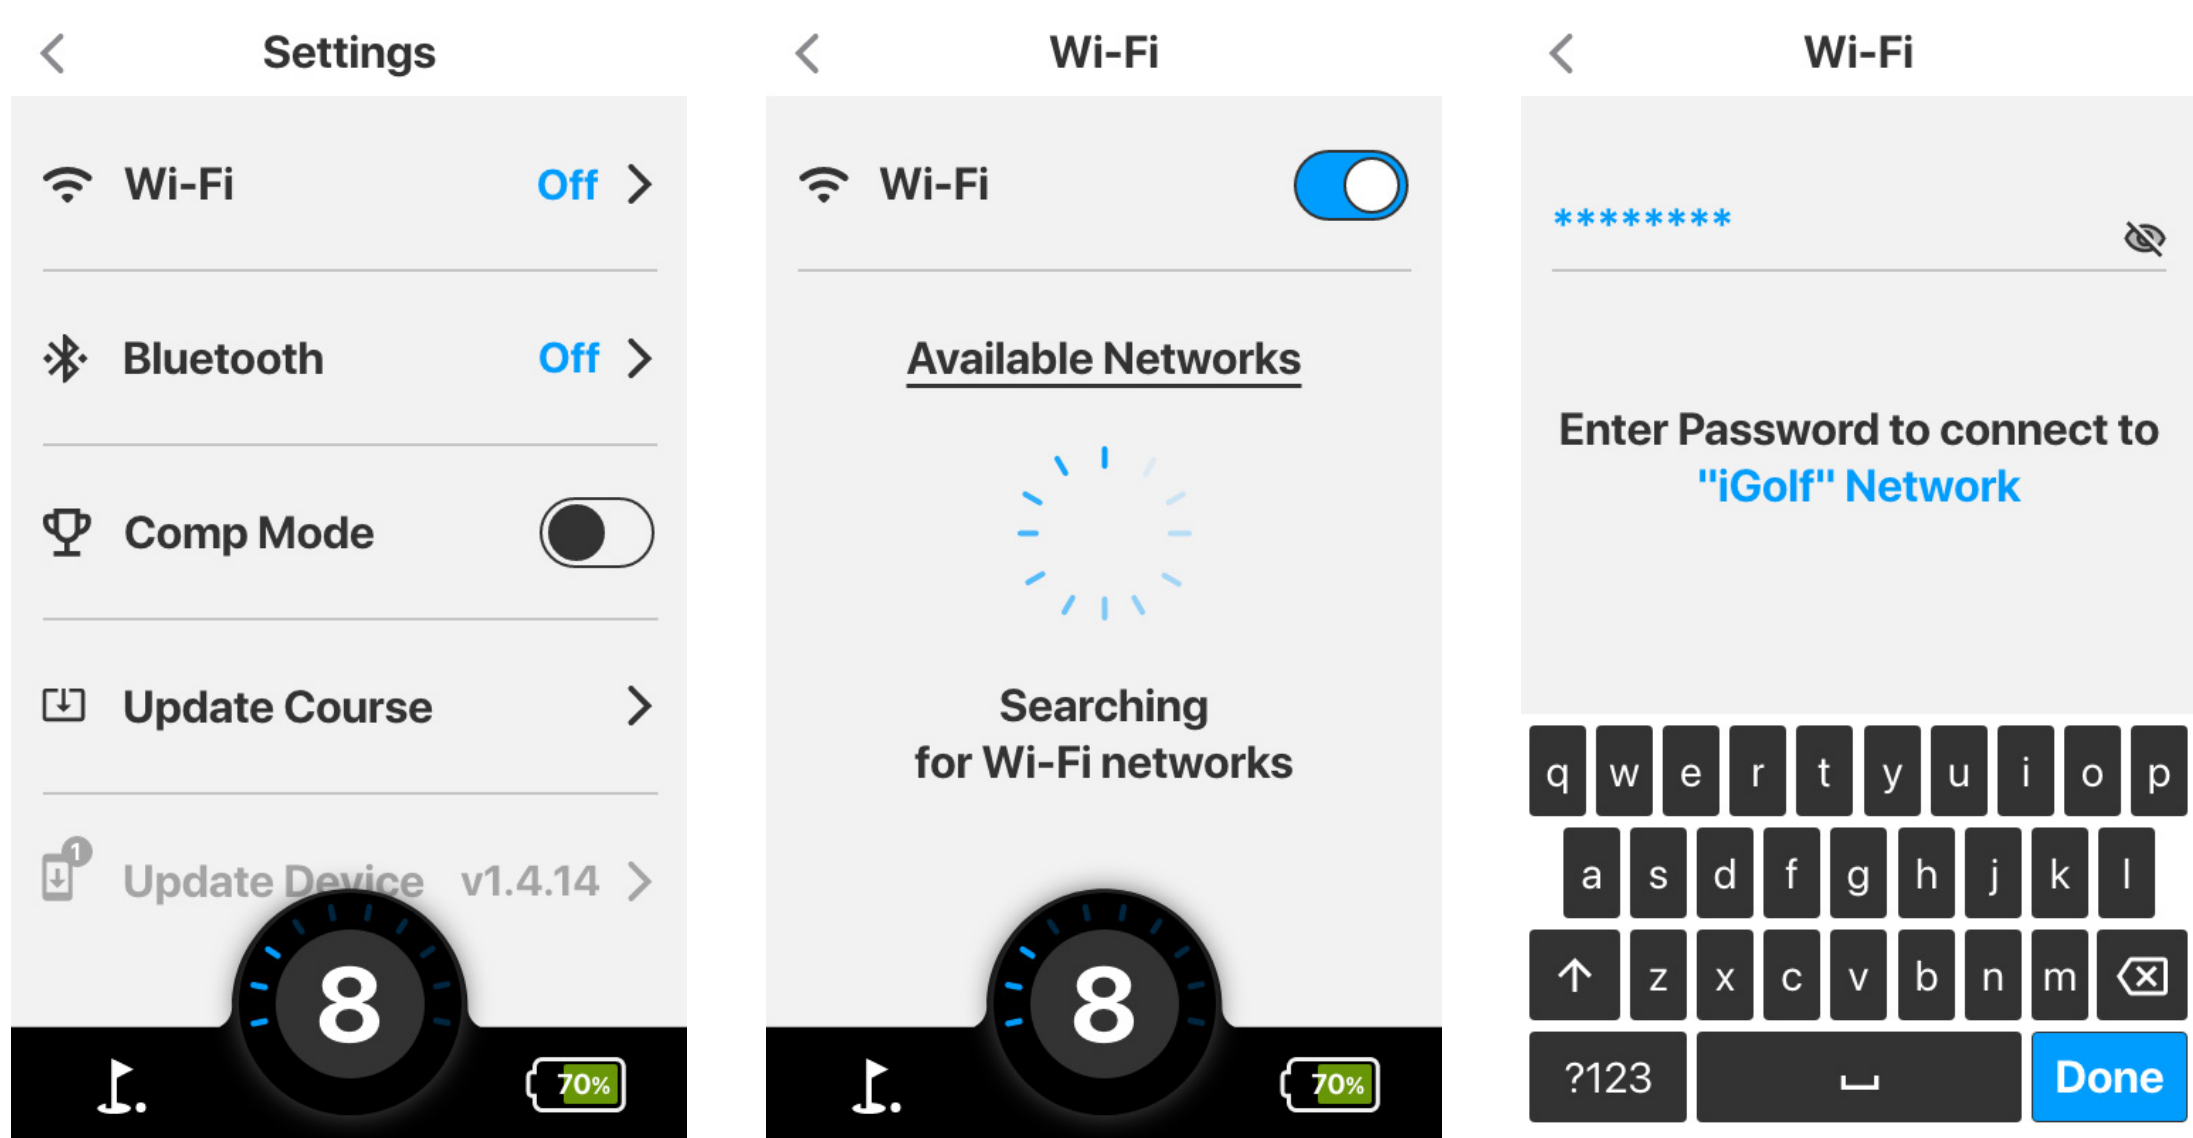 Settings
Wi-Fi Off
Bluetooth Off
Comp Mode
Update Course
1
Update Device v1.4.14
8
70%
Wi-Fi
Wi-Fi
Available Networks
Searching
for Wi-Fi networks
8
70%
Wi-Fi
********
Enter Password to connect to
"iGolf" Network
q w e r t y u i o p
a s d f g h j k l
z x c v b n m
?123 Done